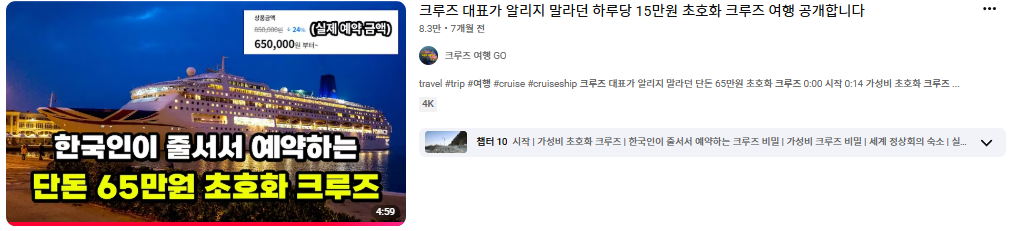 상품금액
850,000원 ↓ 24% (실제 예약 금액)
650,000원 부터~
한국인이 줄서서 예약하는
단돈 65만원 초호화 크루즈
4:59
크루즈 대표가 알리지 말라던 하루당 15만원 초호화 크루즈 여행 공개합니다
8.3만 • 7개월 전
크루즈 여행 GO
travel #trip #여행 #cruise #cruiseship 크루즈 대표가 알리지 말라던 단돈 65만원 초호화 크루즈 0:00 시작 0:14 가성비 초호화 크루즈 ...
4K
챕터 10 시작 | 가성비 초호화 크루즈 | 한국인이 줄서서 예약하는 크루즈 비밀 | 가성비 크루즈 비밀 | 세계 정상회의 숙소 | 실...